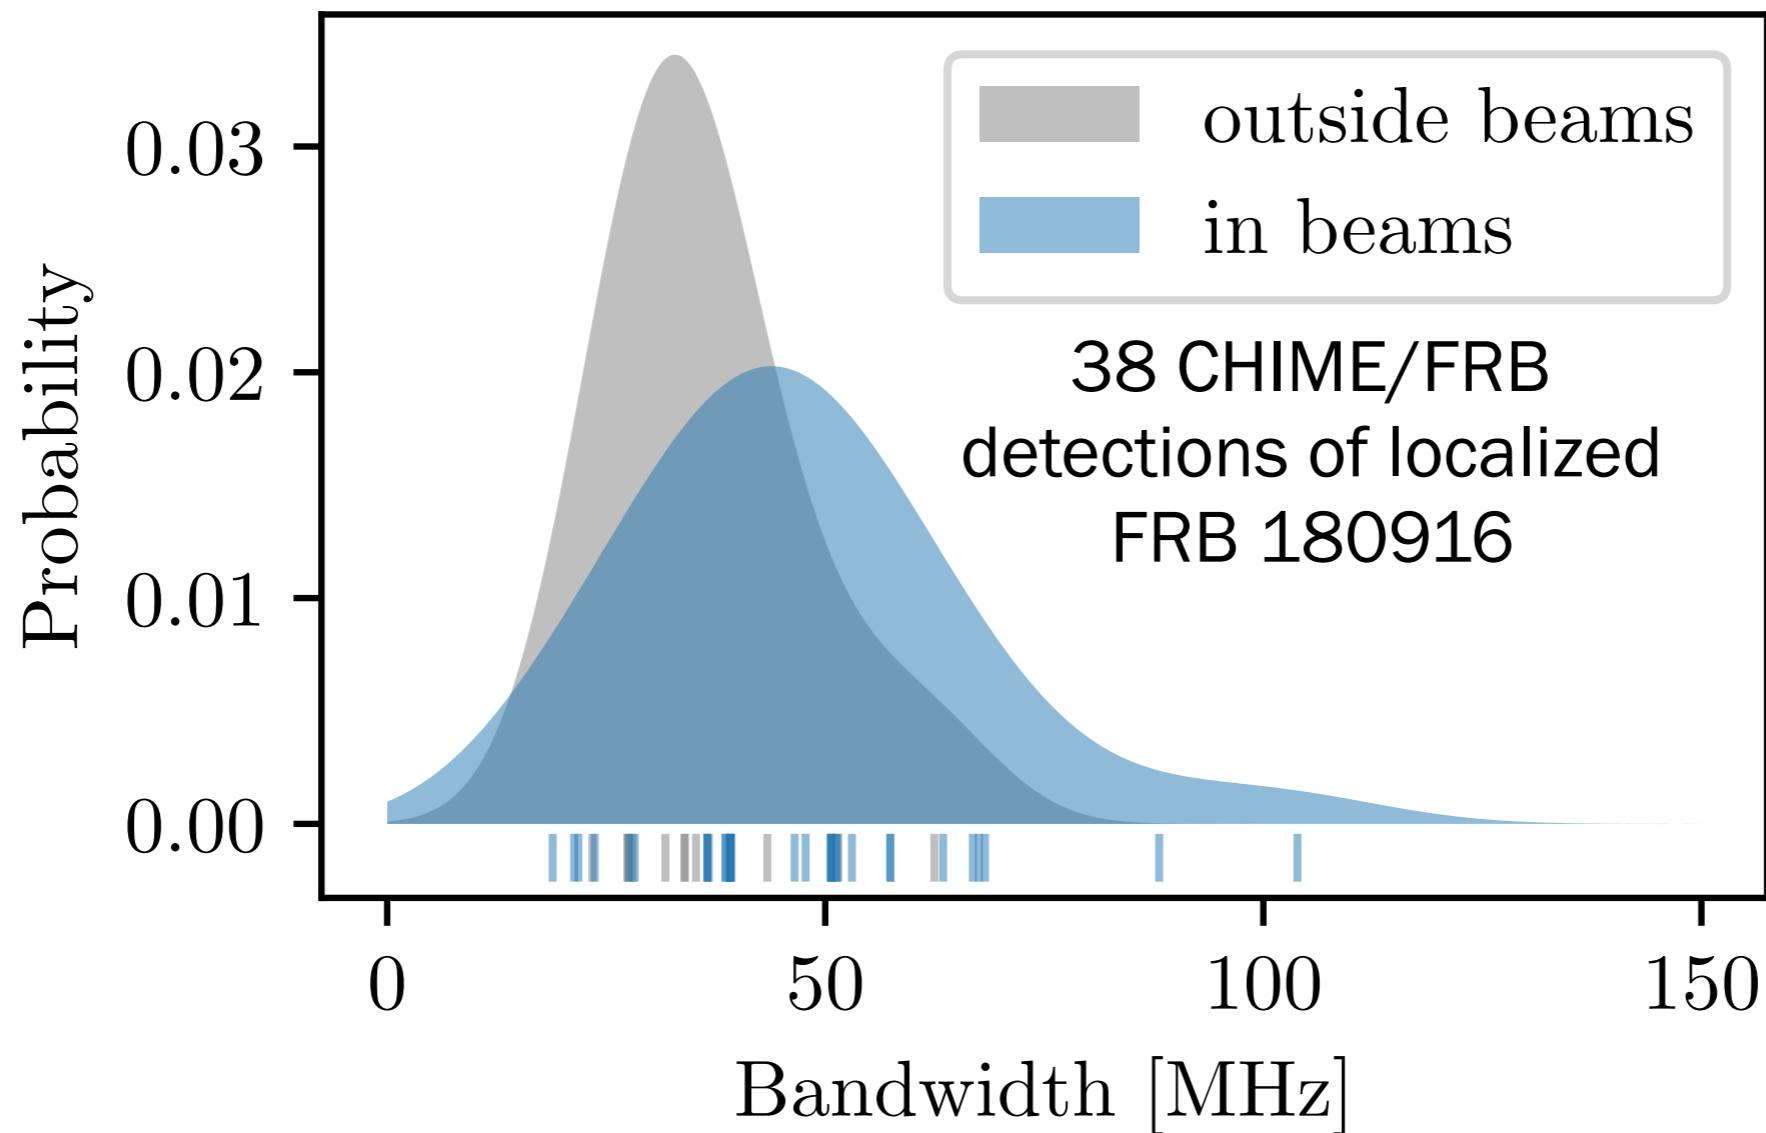 outside beams
in beams
38 CHIME/FRB
detections of localized
FRB 180916
Probability
0.03
0.02
0.01
0.00
0 50 100 150
Bandwidth [MHz]